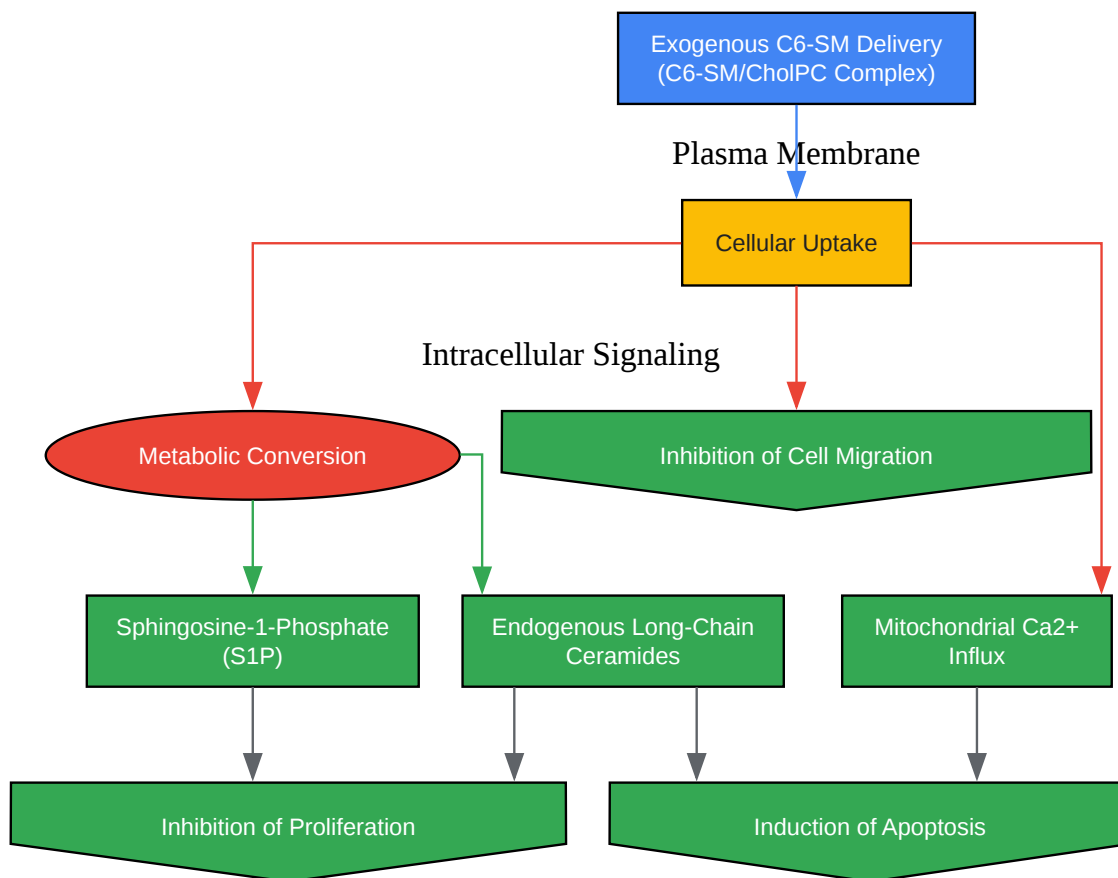 Exogenous C6-SM Delivery
(C6-SM/CholPC Complex)
Plasma Membrane
Cellular Uptake
Intracellular Signaling
Metabolic Conversion
Inhibition of Cell Migration
Sphingosine-1-Phosphate
(S1P)
Endogenous Long-Chain
Ceramides
Mitochondrial Ca2+
Influx
Inhibition of Proliferation
Induction of Apoptosis